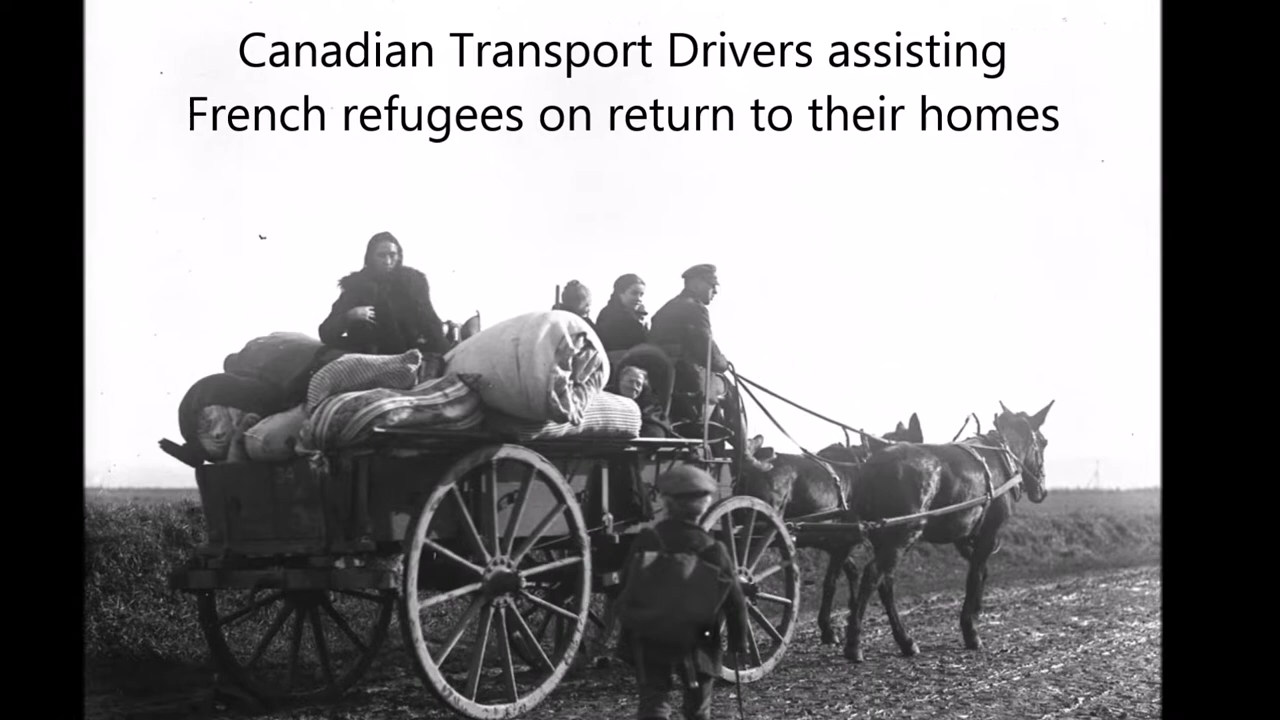 Canadian Transport Drivers assisting
French refugees on return to their homes